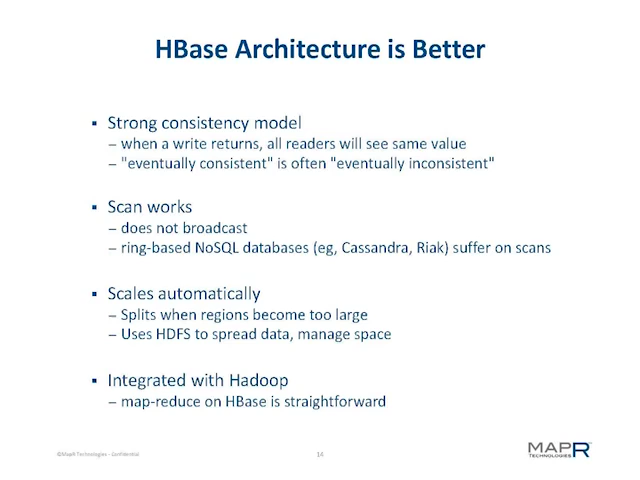 HBase Architecture is Better
▪ Strong consistency model
– when a write returns, all readers will see same value
– "eventually consistent" is often "eventually inconsistent"
▪ Scan works
– does not broadcast
– ring-based NoSQL databases (eg, Cassandra, Riak) suffer on scans
▪ Scales automatically
– Splits when regions become too large
– Uses HDFS to spread data, manage space
▪ Integrated with Hadoop
– map-reduce on HBase is straightforward
©MapR Technologies - Confidential
14
MAPR
TECHNOLOGIES